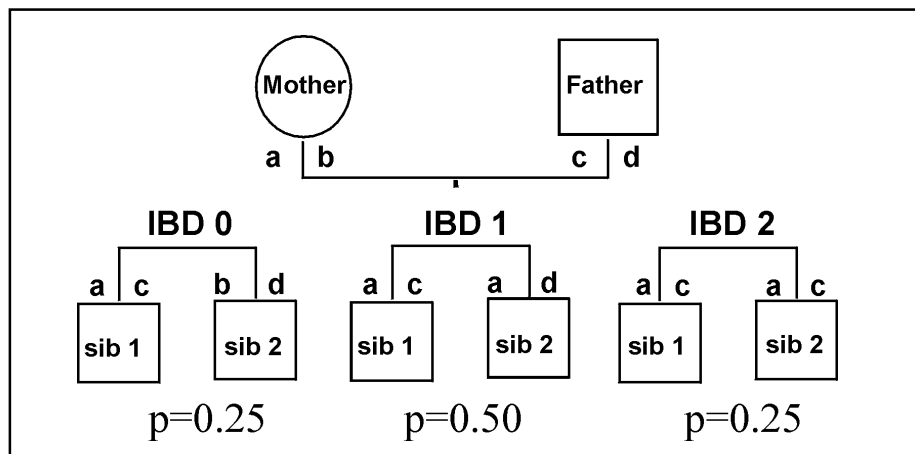 Mother Father
a b c d
IBD 0 IBD 1 IBD 2
a c b d a c a d a c a c
sib 1 sib 2 sib 1 sib 2 sib 1 sib 2
p=0.25 p=0.50 p=0.25